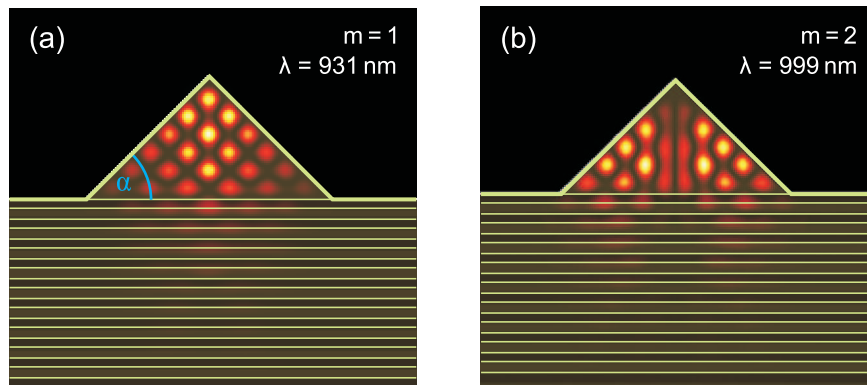 (a)
m = 1
λ = 931 nm
α
(b)
m = 2
λ = 999 nm